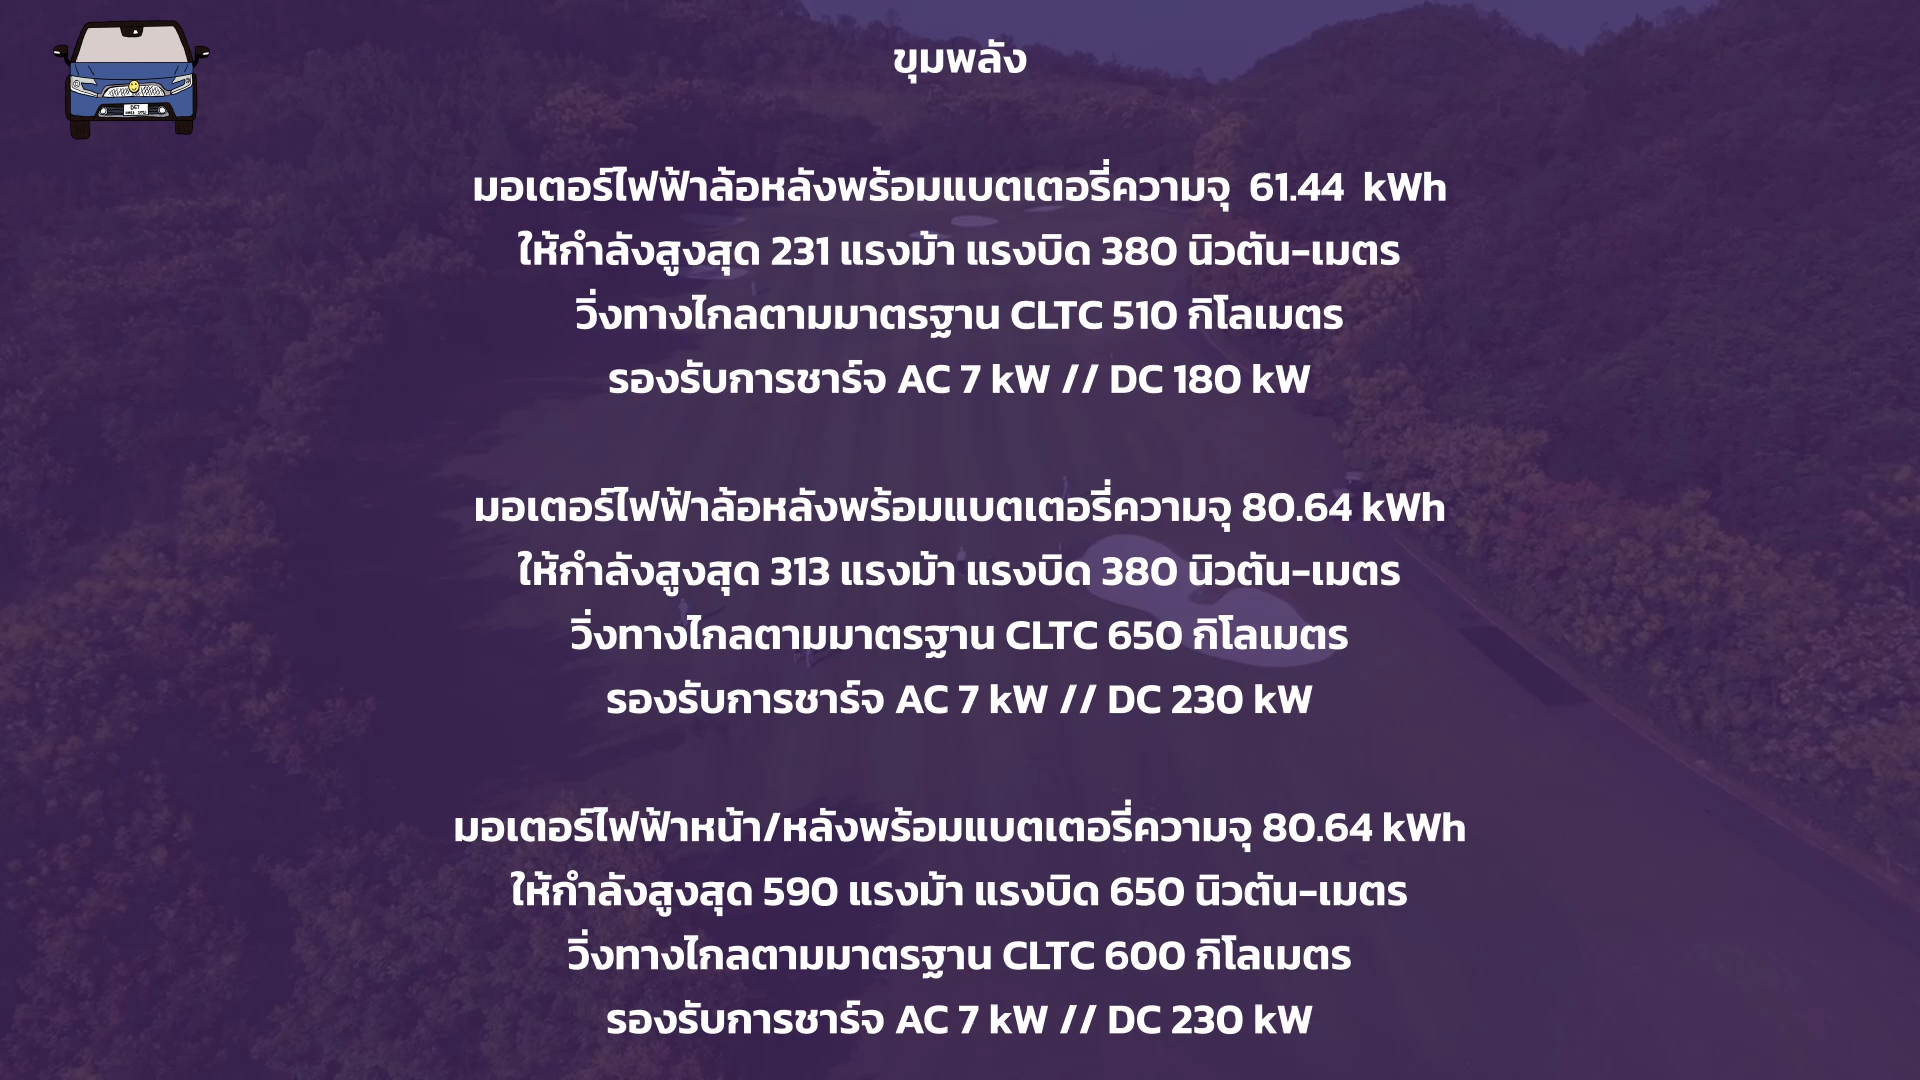 ขุมพลัง
มอเตอร์ไฟฟ้าล้อหลังพร้อมแบตเตอรี่ความจุ 61.44 kWh
ให้กำลังสูงสุด 231 แรงม้า แรงบิด 380 นิวตัน-เมตร
วิ่งทางไกลตามมาตรฐาน CLTC 510 กิโลเมตร
รองรับการชาร์จ AC 7 kW // DC 180 kW
มอเตอร์ไฟฟ้าล้อหลังพร้อมแบตเตอรี่ความจุ 80.64 kWh
ให้กำลังสูงสุด 313 แรงม้า แรงบิด 380 นิวตัน-เมตร
วิ่งทางไกลตามมาตรฐาน CLTC 650 กิโลเมตร
รองรับการชาร์จ AC 7 kW // DC 230 kW
มอเตอร์ไฟฟ้าหน้า/หลังพร้อมแบตเตอรี่ความจุ 80.64 kWh
ให้กำลังสูงสุด 590 แรงม้า แรงบิด 650 นิวตัน-เมตร
วิ่งทางไกลตามมาตรฐาน CLTC 600 กิโลเมตร
รองรับการชาร์จ AC 7 kW // DC 230 kW